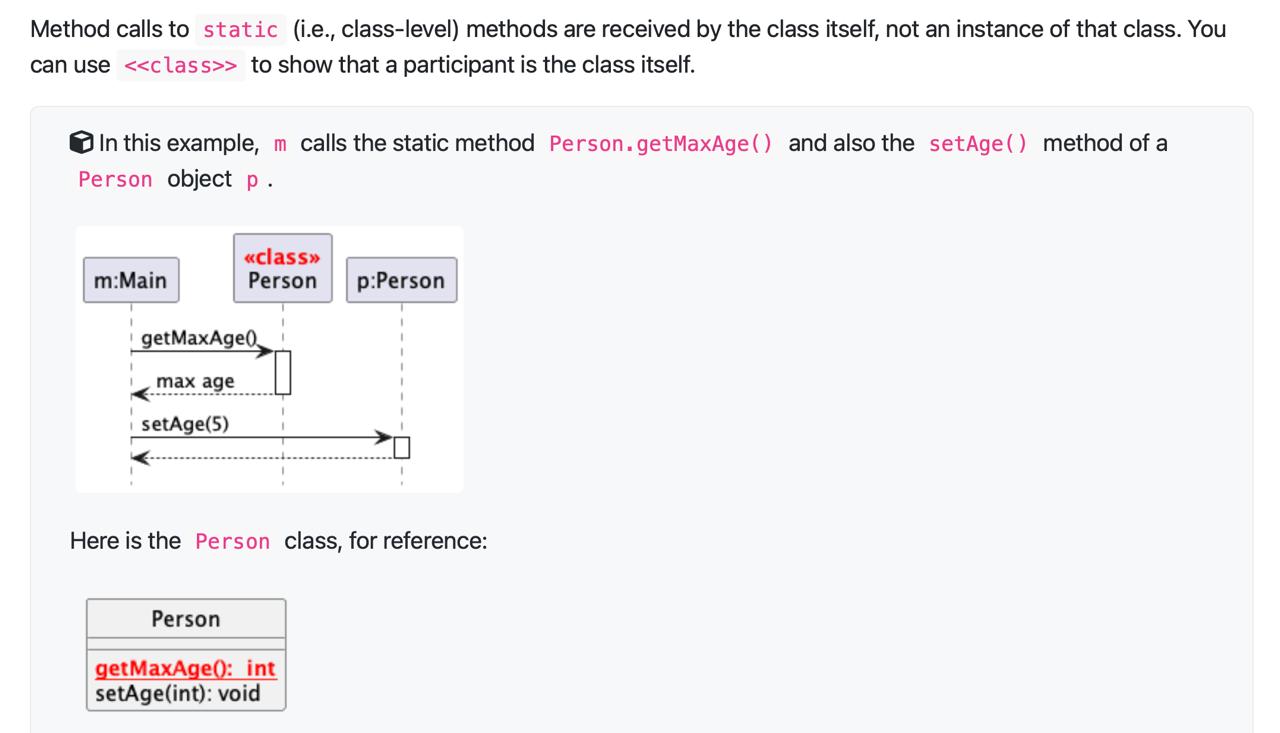 Method calls to static (i.e., class-level) methods are received by the class itself, not an instance of that class. You
can use <<class>> to show that a participant is the class itself.
In this example, m calls the static method Person.getMaxAge() and also the setAge() method of a
Person object p .
«class»
m:Main Person p:Person
getMaxAge()
max age
setAge(5)
Here is the Person class, for reference:
Person
getMaxAge(): int
setAge(int): void